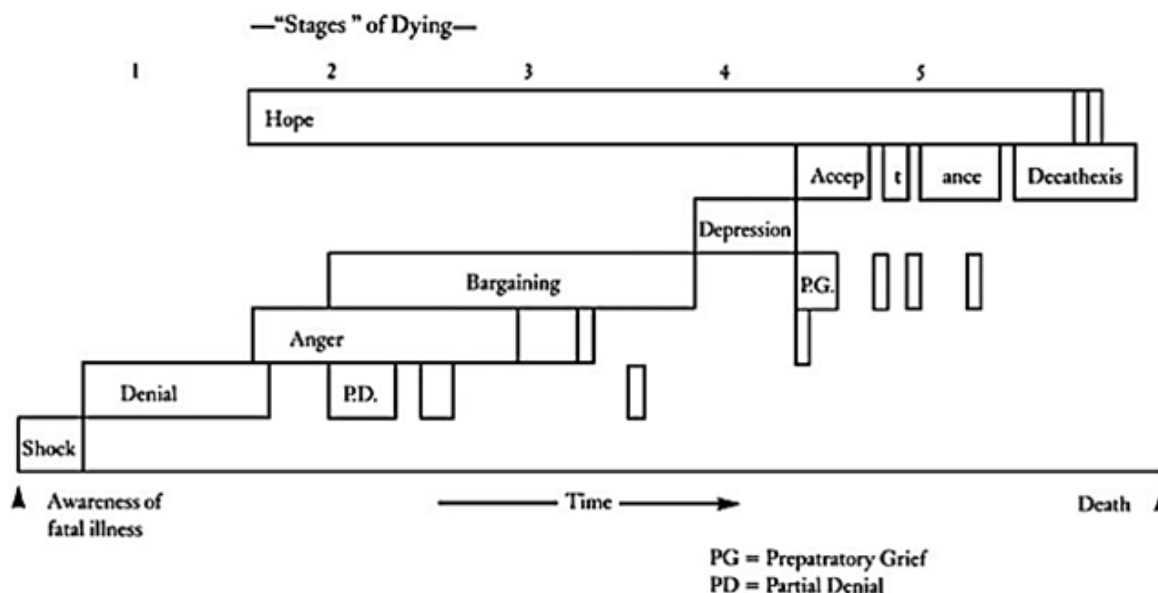 —“Stages” of Dying—
1 2 3 4 5
Hope
Accep t ance Decathexis
Depression
Bargaining P.G.
Anger
Denial P.D.
Shock
Awareness of Time Death
fatal illness
PG = Prepatratory Grief
PD = Partial Denial